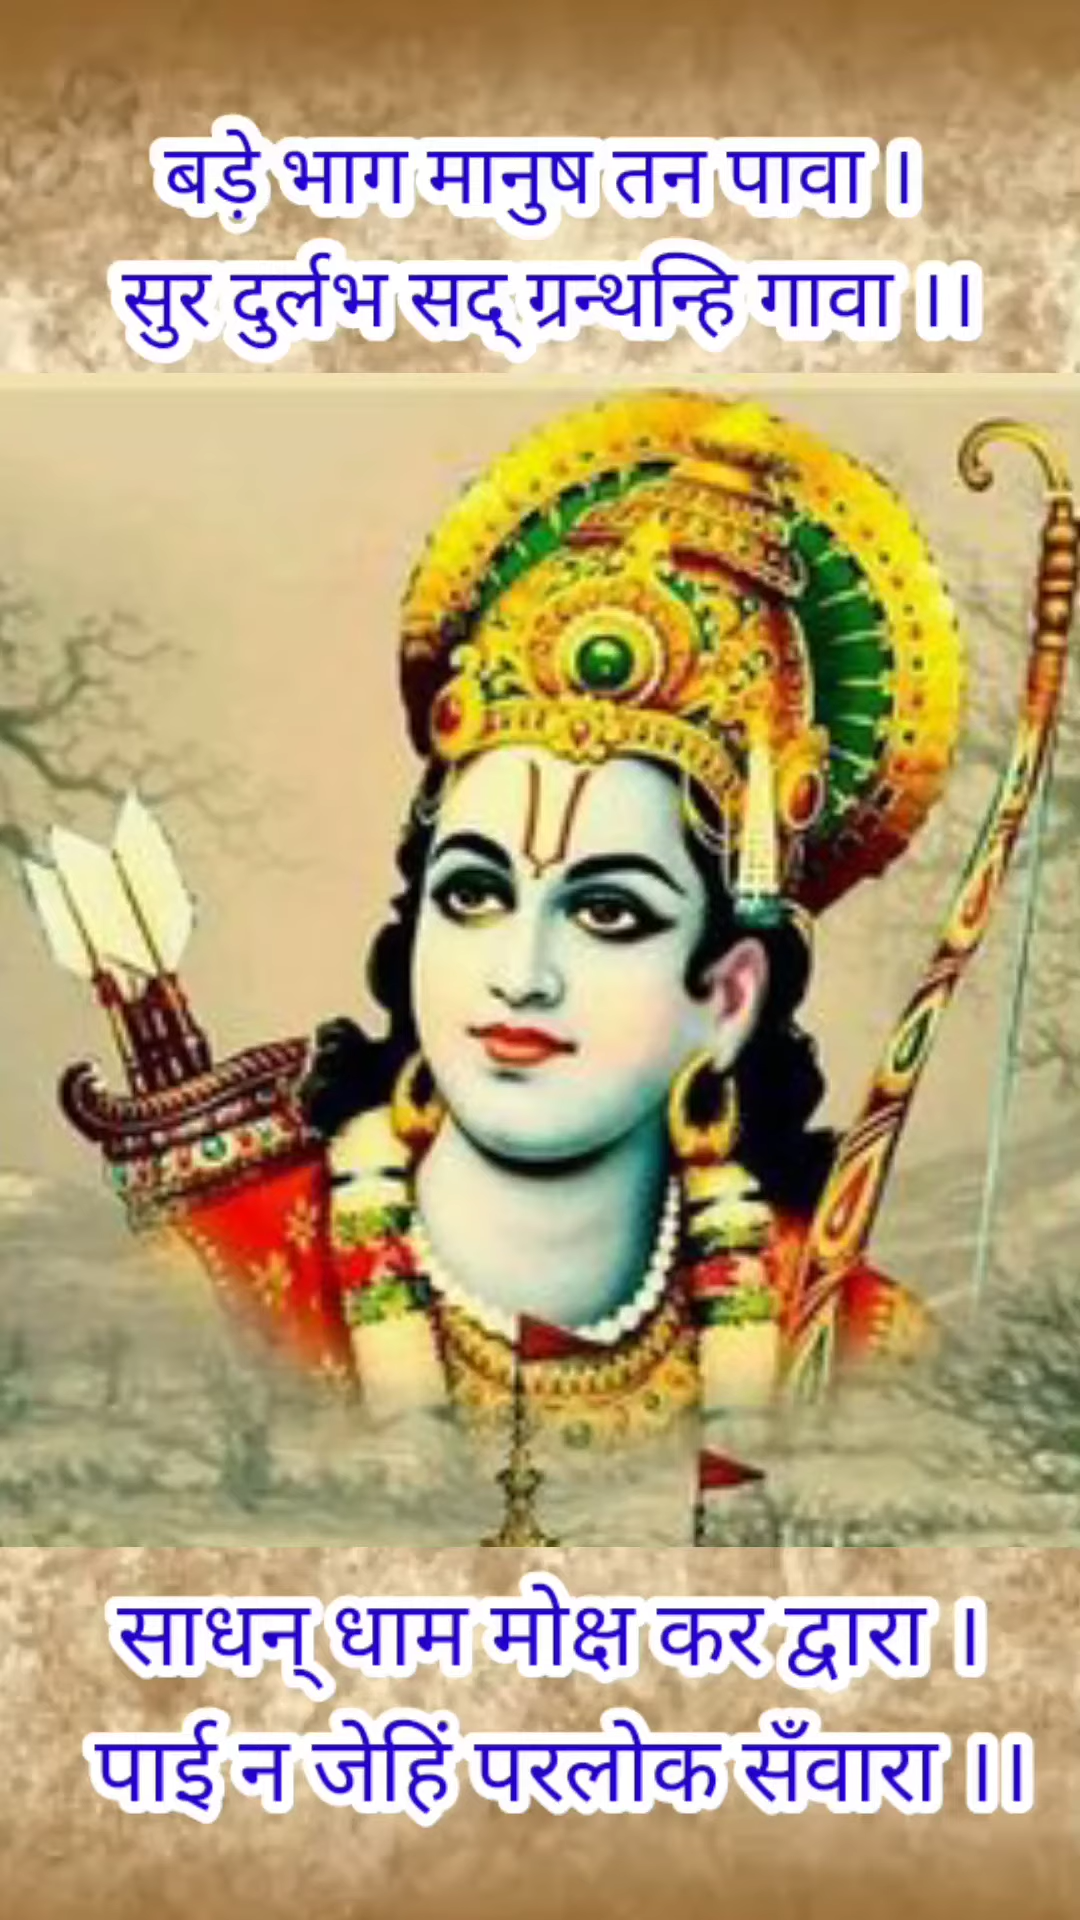 बड़े भाग मानुष तन पावा ।
सुर दुर्लभ सद् ग्रन्थन्हि गावा ।।
साधन् धाम मोक्ष कर द्वारा ।
पाई न जेहिं परलोक सँवारा ।।